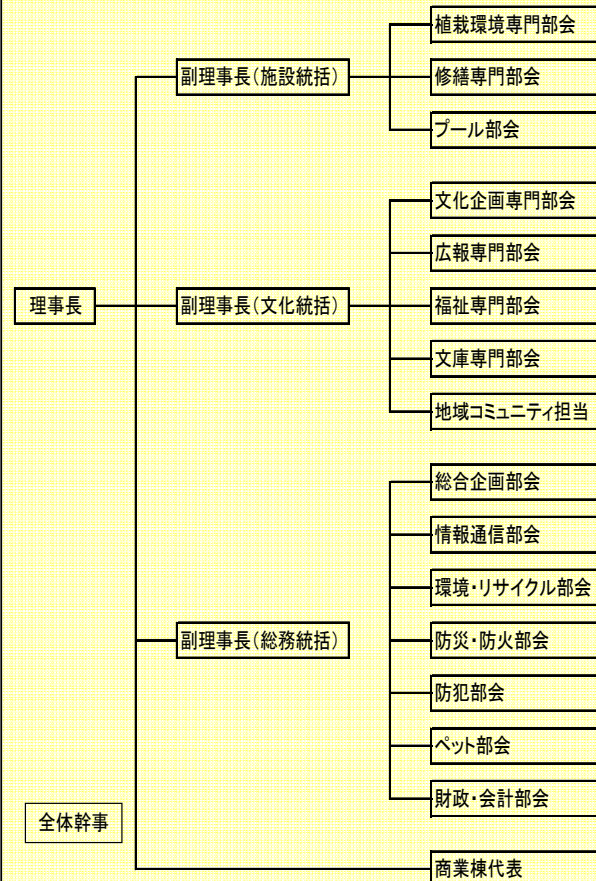 植栽環境専門部会
副理事長(施設統括)
修繕専門部会
プール部会
文化企画専門部会
広報専門部会
理事長
副理事長(文化統括)
福祉専門部会
文庫専門部会
地域コミュニティ担当
総合企画部会
情報通信部会
環境・リサイクル部会
副理事長(総務統括)
防災・防火部会
防犯部会
ペット部会
財政・会計部会
全体幹事
商業棟代表